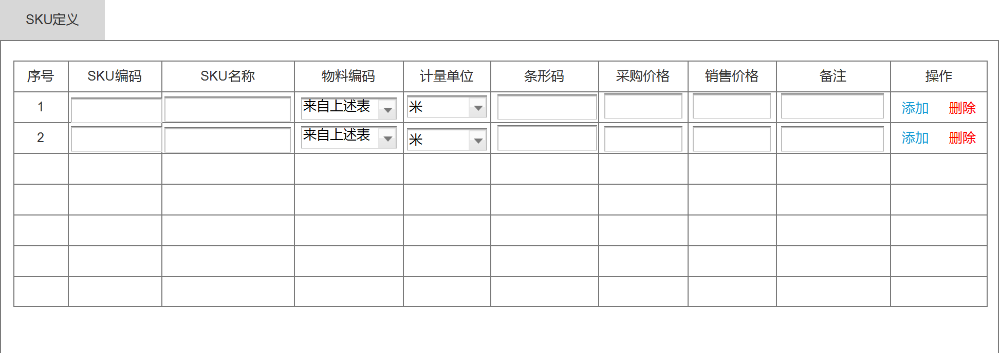 SKU定义
序号 SKU编码 SKU名称 物料编码 计量单位 条形码 采购价格 销售价格 备注 操作
1 来自上述表 米 添加 删除
2 来自上述表 米 添加 删除